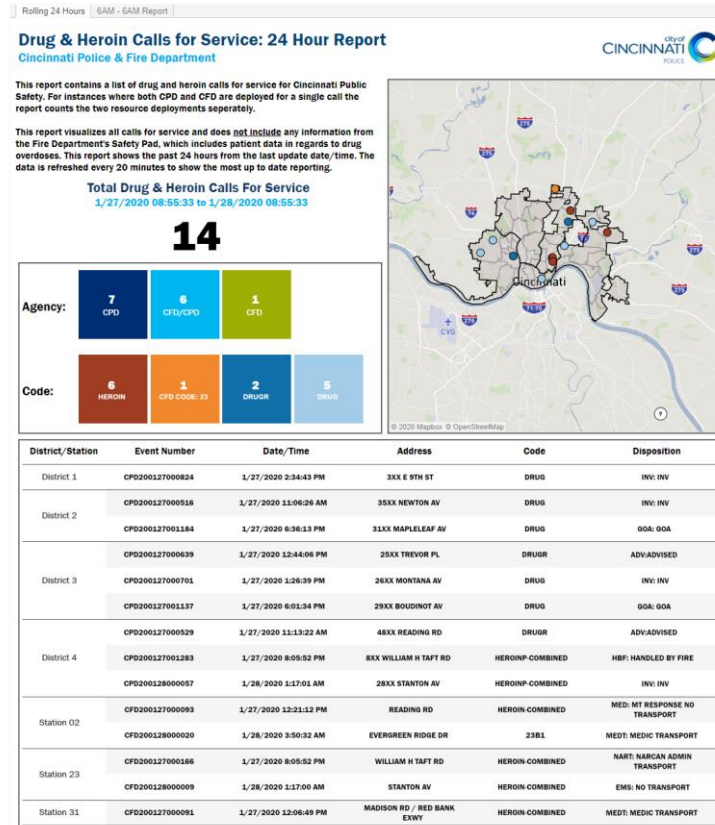 Rolling 24 Hours
6AM - 6AM Report
Drug & Heroin Calls for Service: 24 Hour Report
Cincinnati Police & Fire Department
city of
CINCINNATI
POLICE
This report contains a list of drug and heroin calls for service for Cincinnati Public
Safety. For instances where both CPD and CFD are deployed for a single call the
report counts the two resource deployments seperately.
This report visualizes all calls for service and does not include any information from
the Fire Department's Safety Pad, which includes patient data in regards to drug
overdoses. This report shows the past 24 hours from the last update date/time. The
data is refreshed every 20 minutes to show the most up to date reporting.
Total Drug & Heroin Calls For Service
1/27/2020 08:55:33 to 1/28/2020 08:55:33
14
Agency:
7
CPD
6
CFD/CPD
1
CFD
Code:
6
HEROIN
1
CFD CODE: 23
2
DRUGR
5
DRUG
275
275
74
275
275
275
71-75
CVG
Cincinnati
9
© 2020 Mapbox © OpenStreetMap
District/Station Event Number Date/Time Address Code Disposition
District 1 CPD200127000824 1/27/2020 2:34:43 PM 3XX E 9TH ST DRUG INV: INV
District 2 CPD200127000516 1/27/2020 11:06:26 AM 35XX NEWTON AV DRUG INV: INV
CPD200127001184 1/27/2020 6:36:13 PM 31XX MAPLELEAF AV DRUG GOA: GOA
District 3 CPD200127000639 1/27/2020 12:44:06 PM 25XX TREVOR PL DRUGR ADV:ADVISED
CPD200127000701 1/27/2020 1:26:39 PM 26XX MONTANA AV DRUG INV: INV
CPD200127001137 1/27/2020 6:01:34 PM 29XX BOUDINOT AV DRUG GOA: GOA
District 4 CPD200127000529 1/27/2020 11:13:22 AM 48XX READING RD DRUGR ADV:ADVISED
CPD200127001283 1/27/2020 8:05:52 PM 8XX WILLIAM H TAFT RD HEROINP-COMBINED HBF: HANDLED BY FIRE
CPD200128000057 1/28/2020 1:17:01 AM 28XX STANTON AV HEROINP-COMBINED INV: INV
Station 02 CFD200127000093 1/27/2020 12:21:12 PM READING RD HEROIN-COMBINED MED: MT RESPONSE NO TRANSPORT
CFD200128000020 1/28/2020 3:50:32 AM EVERGREEN RIDGE DR 23B1 MEDT: MEDIC TRANSPORT
Station 23 CFD200127000166 1/27/2020 8:05:52 PM WILLIAM H TAFT RD HEROIN-COMBINED NART: NARCAN ADMIN TRANSPORT
CFD200128000009 1/28/2020 1:17:00 AM STANTON AV HEROIN-COMBINED EMS: NO TRANSPORT
Station 31 CFD200127000091 1/27/2020 12:06:49 PM MADISON RD / RED BANK EXWY HEROIN-COMBINED MEDT: MEDIC TRANSPORT